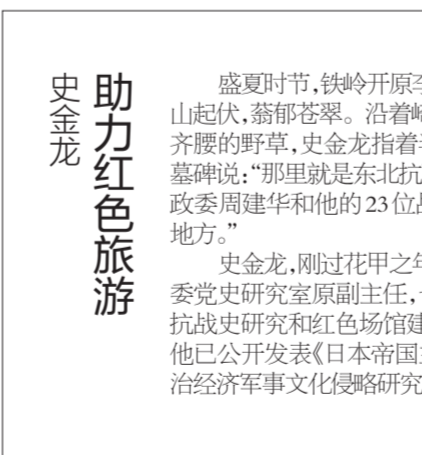 史金龙
助力红色旅游
盛夏时节,铁岭开原李
山起伏,蓊郁苍翠。沿着崎
齐腰的野草,史金龙指着
墓碑说:“那里就是东北抗
政委周建华和他的23位战
地方。”
史金龙,刚过花甲之年
委党史研究室原副主任,
抗战史研究和红色场馆建
他已公开发表《日本帝国主
治经济军事文化侵略研究